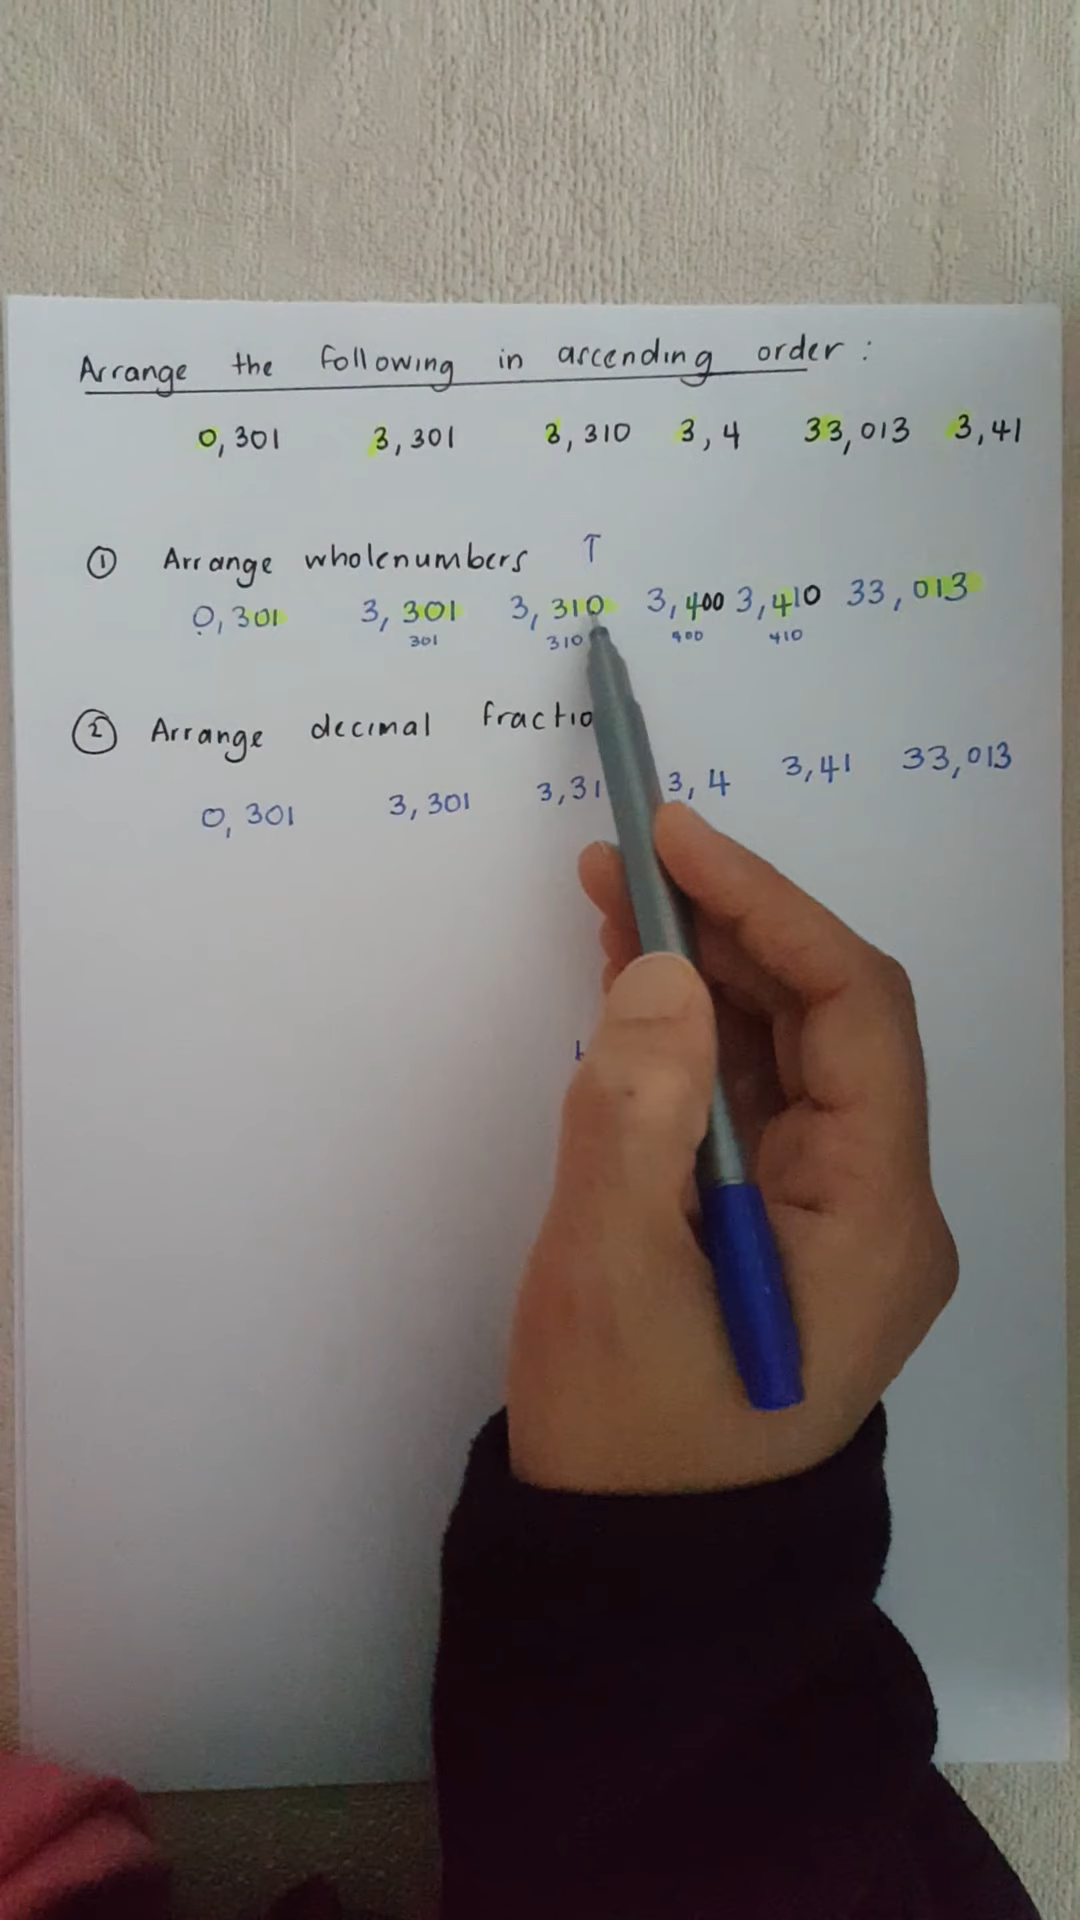 Arrange the following in ascending order :
0,301 3,301 3,310 3,4 33,013 3,41
① Arrange wholenumbers ↑
0,301 3,301 3,310 3,400 3,410 33,013
301 310 400 410
② Arrange decimal fractio
0,301 3,301 3,31 3,4 3,41 33,013